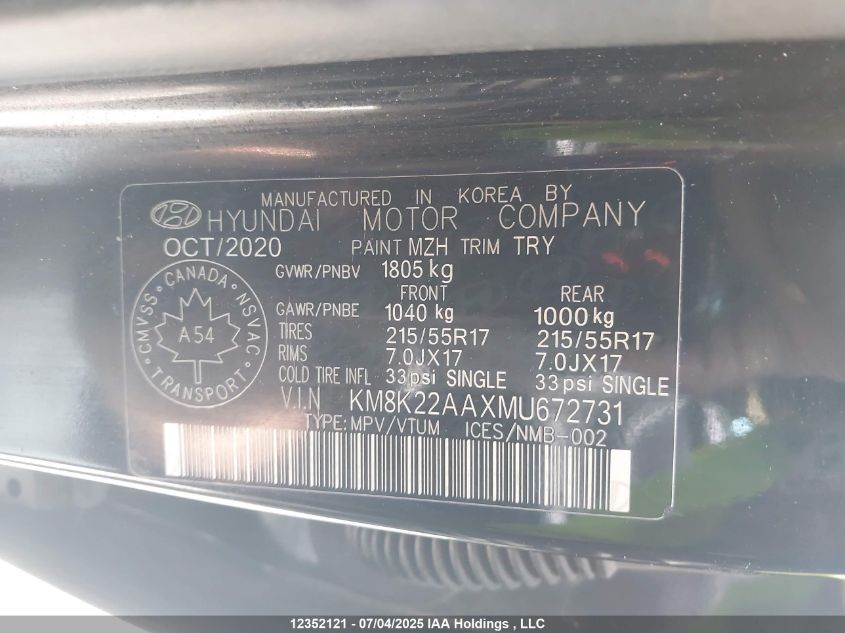 MANUFACTURED IN KOREA BY
HYUNDAI MOTOR COMPANY
OCT/2020 PAINT MZH TRIM TRY
GVWR/PNBV 1805 kg
FRONT REAR
GAWR/PNBE 1040 kg 1000 kg
TIRES 215/55R17 215/55R17
RIMS 7.0JX17 7.0JX17
COLD TIRE INFL 33psi SINGLE 33psi SINGLE
V.I.N KM8K22AAXMU672731
TYPE:MPV/VTUM ICES/NMB-002
CMVSS · CANADA · NSVAC
A54
· TRANSPORT ·
12352121 - 07/04/2025 IAA Holdings , LLC